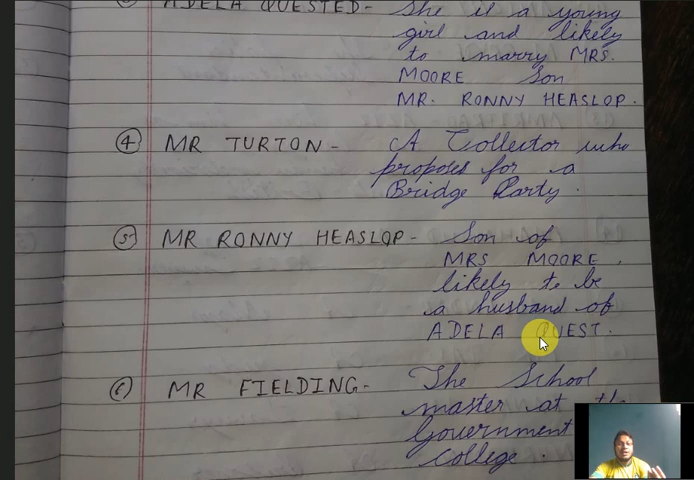 ADELA QUESTED- She is a young
girl and likely
to marry MRS.
MOORE Son
MR. RONNY HEASLOP.
4 MR TURTON - A Collector who
proposes for a
Bridge Party.
5 MR RONNY HEASLOP - Son of
MRS MOORE.
likely to be
a husband of
ADELA QUEST.
6 MR FIELDING- The School
master at the
Government
college.